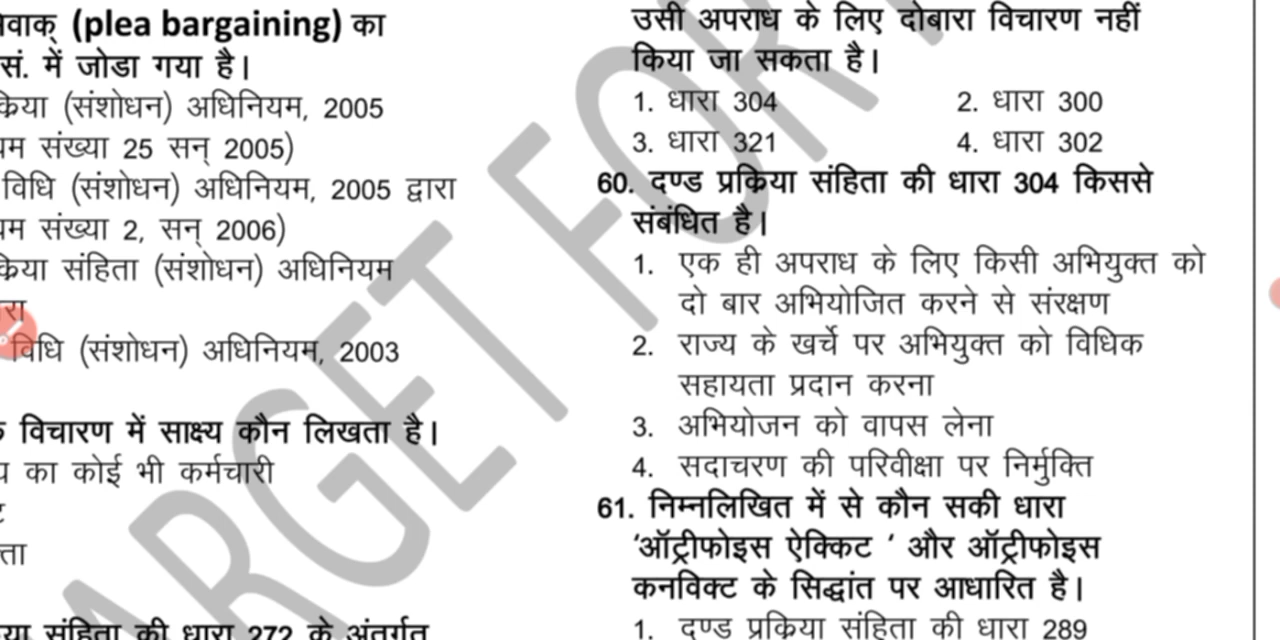 (plea bargaining) का
सं. में जोडा गया है।
(संशोधन) अधिनियम, 2005
संख्या 25 सन् 2005)
विधि (संशोधन) अधिनियम, 2005 द्वारा
संख्या 2, सन् 2006)
संहिता (संशोधन) अधिनियम
विधि (संशोधन) अधिनियम, 2003
विचारण में साक्ष्य कौन लिखता है।
का कोई भी कर्मचारी
संहिता की धारा 272 के अंतर्गत
उसी अपराध के लिए दोबारा विचारण नहीं
किया जा सकता है।
1. धारा 304 2. धारा 300
3. धारा 321 4. धारा 302
60. दण्ड प्रक्रिया संहिता की धारा 304 किससे
संबंधित है।
1. एक ही अपराध के लिए किसी अभियुक्त को
दो बार अभियोजित करने से संरक्षण
2. राज्य के खर्चे पर अभियुक्त को विधिक
सहायता प्रदान करना
3. अभियोजन को वापस लेना
4. सदाचरण की परिवीक्षा पर निर्मुक्ति
61. निम्नलिखित में से कौन सकी धारा
‘ऑट्रीफोइस ऐक्किट ‘ और ऑट्रीफोइस
कनविक्ट के सिद्धांत पर आधारित है।
1. दण्ड प्रक्रिया संहिता की धारा 289